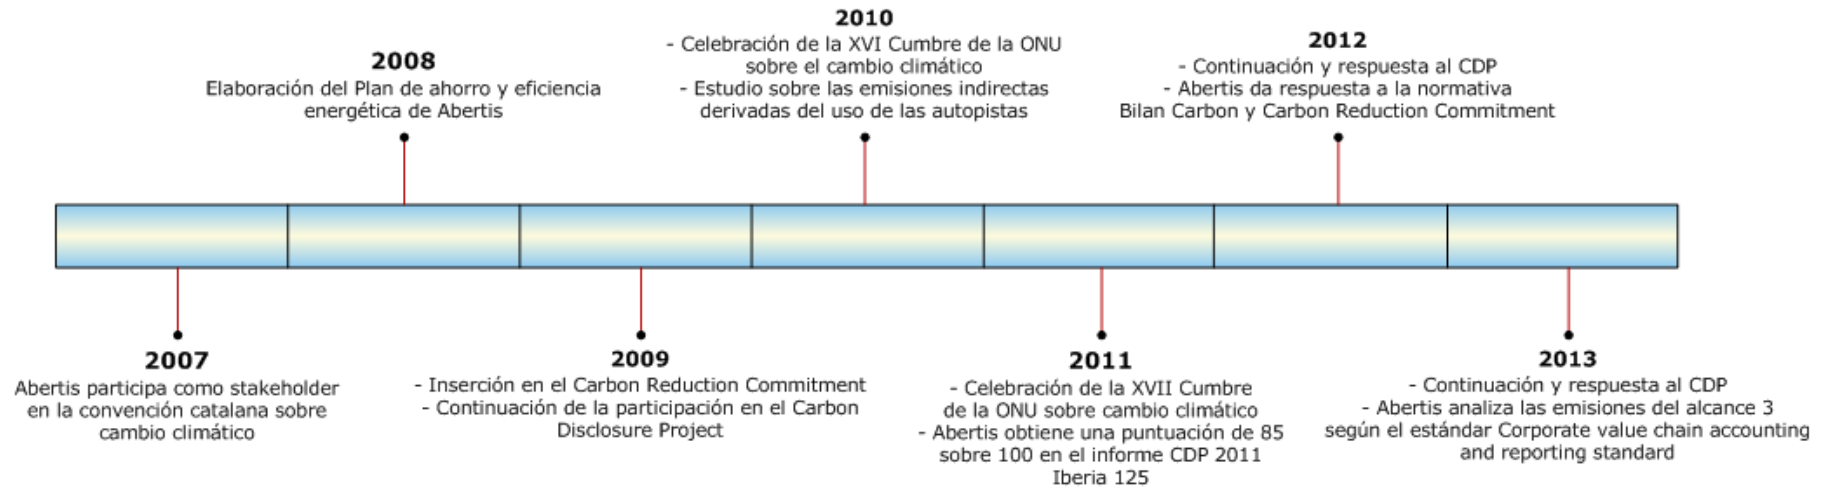 2007
Abertis participa como stakeholder
en la convención catalana sobre
cambio climático
2008
Elaboración del Plan de ahorro y eficiencia
energética de Abertis
2009
- Inserción en el Carbon Reduction Commitment
- Continuación de la participación en el Carbon
Disclosure Project
2010
- Celebración de la XVI Cumbre de la ONU
sobre el cambio climático
- Estudio sobre las emisiones indirectas
derivadas del uso de las autopistas
2011
- Celebración de la XVII Cumbre
de la ONU sobre cambio climático
- Abertis obtiene una puntuación de 85
sobre 100 en el informe CDP 2011
Iberia 125
2012
- Continuación y respuesta al CDP
- Abertis da respuesta a la normativa
Bilan Carbon y Carbon Reduction Commitment
2013
- Continuación y respuesta al CDP
- Abertis analiza las emisiones del alcance 3
según el estándar Corporate value chain accounting
and reporting standard